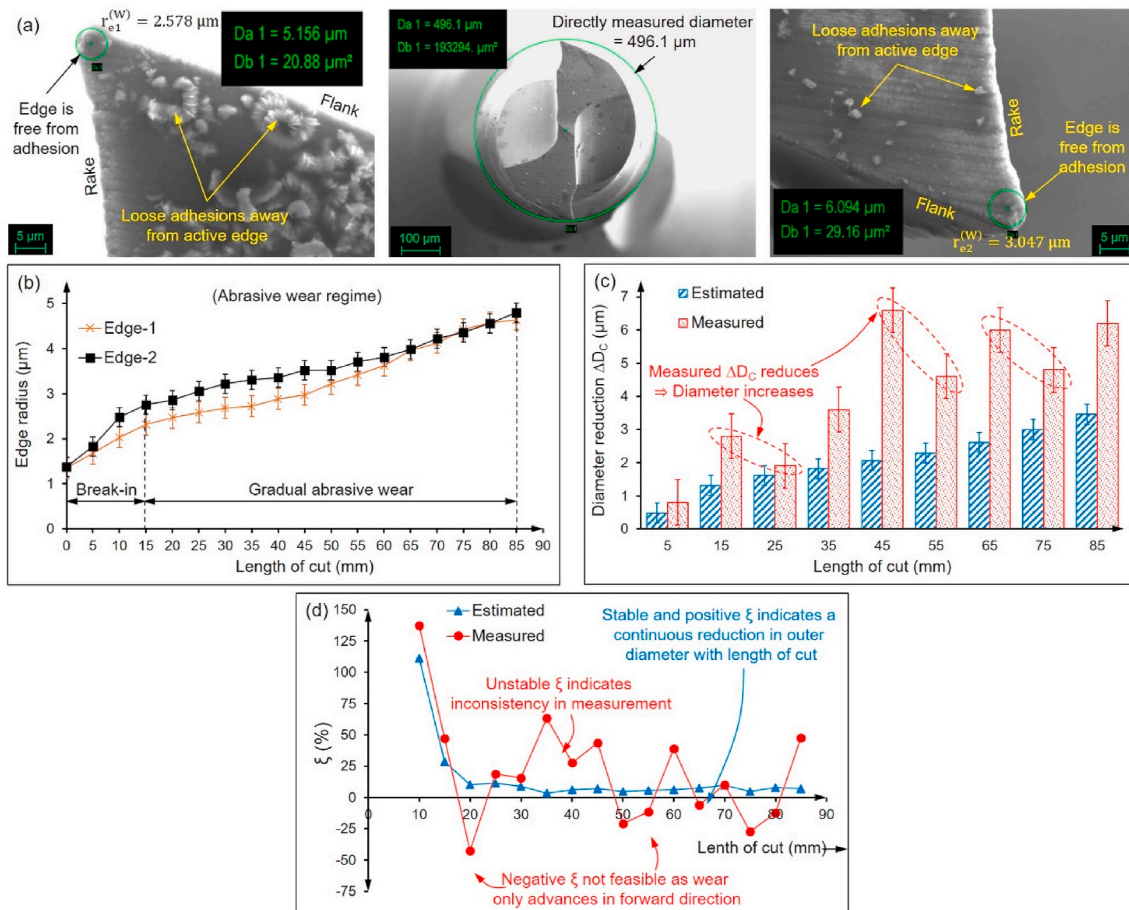 (a)
r_e1^(W) = 2.578 µm
Da 1 = 5.156 µm
Db 1 = 20.88 µm²
Edge is
free from
adhesion
Flank
Rake
Loose adhesions away
from active edge
5 µm
Da 1 = 496.1 µm
Db 1 = 193294. µm²
Directly measured diameter
= 496.1 µm
100 µm
Loose adhesions away
from active edge
Rake
Edge is
free from
adhesion
Da 1 = 6.094 µm
Db 1 = 29.16 µm²
Flank
r_e2^(W) = 3.047 µm
5 µm
(b)
(Abrasive wear regime)
Edge-1
Edge-2
Edge radius (µm)
5
4
3
2
1
0
Break-in
Gradual abrasive wear
0 5 10 15 20 25 30 35 40 45 50 55 60 65 70 75 80 85 90
Length of cut (mm)
(c)
Estimated
Measured
Diameter reduction ΔD_C (µm)
7
6
5
4
3
2
1
0
Measured ΔD_C reduces
⇒ Diameter increases
5 15 25 35 45 55 65 75 85
Length of cut (mm)
(d)
Estimated
Measured
ξ (%)
150
125
100
75
50
25
0
-25
-50
-75
Stable and positive ξ indicates a
continuous reduction in outer
diameter with length of cut
Unstable ξ indicates
inconsistency in measurement
0 10 20 30 40 50 60 70 80 90
Length of cut (mm)
Negative ξ not feasible as wear
only advances in forward direction